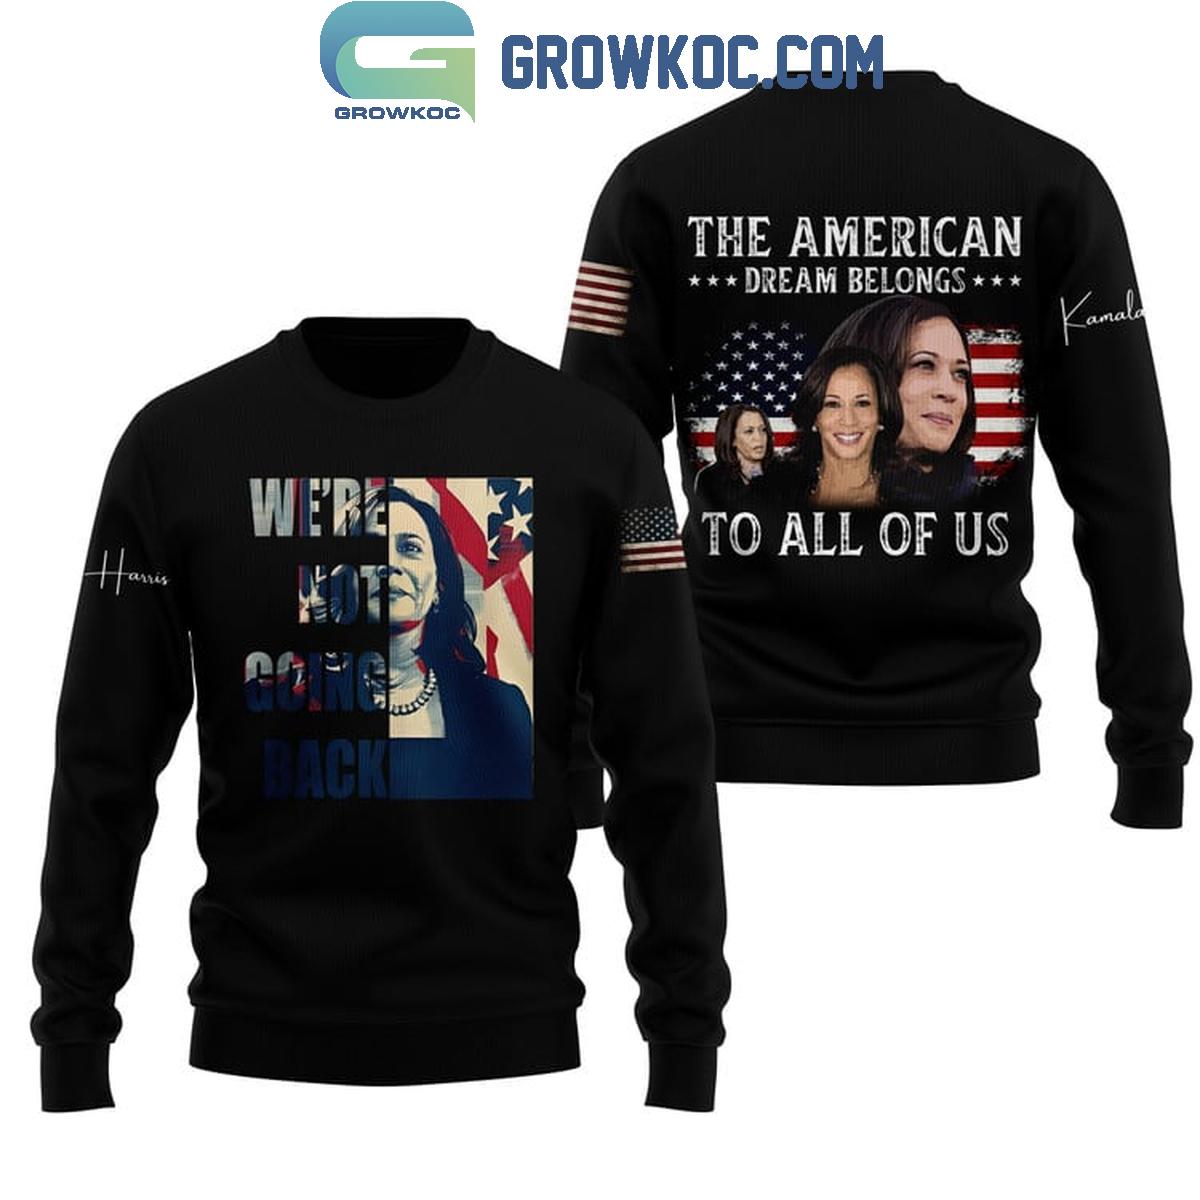 GROWKOC
GROWKOC.COM
THE AMERICAN
DREAM BELONGS
TO ALL OF US
Kamala
Harris
WE'RE
NOT
GOING
BACK